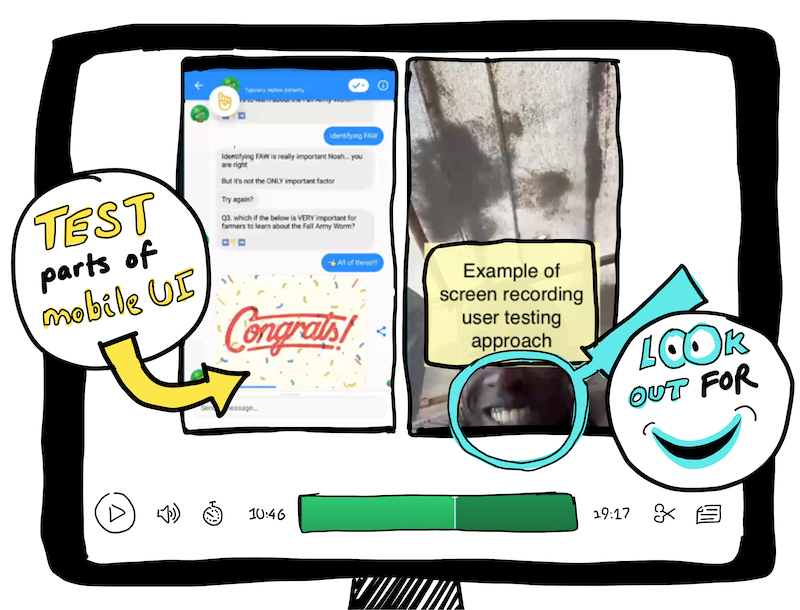 TEST
parts of
mobile UI
Typically replies instantly
to learn about the Fall Army Worm?
Identifying FAW
Identifying FAW is really important Noah... you
are right
But it's not the ONLY important factor
Try again?
Q3. which if the below is VERY important for
farmers to learn about the Fall Army Worm?
👈 All of these!!!
Congrats!
message...
Example of
screen recording
user testing
approach
LOOK
OUT FOR
10:46
19:17